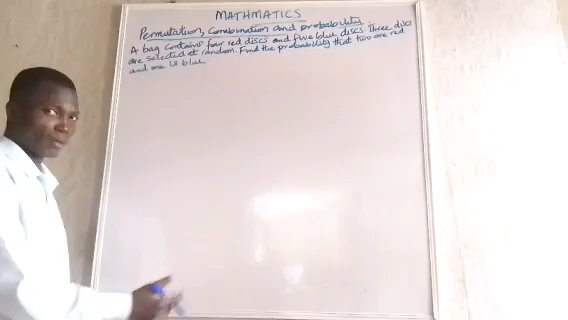 MATHMATICS
Permutation, Combination and probability
A bag contains four red discs and five blue discs. Three discs
are selected at random. Find the probability that two are red
and one is blue.